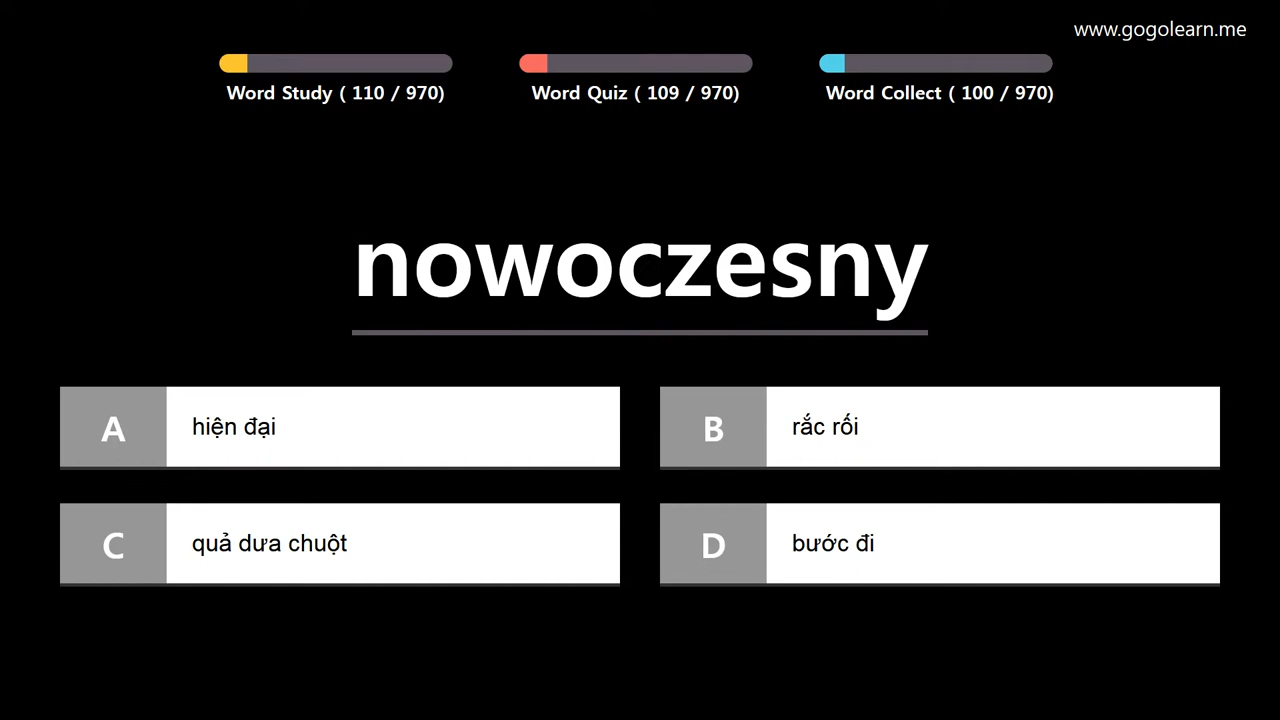 www.gogolearn.me
Word Study ( 110 / 970)
Word Quiz ( 109 / 970)
Word Collect ( 100 / 970)
nowoczesny
A hiện đại
B rắc rối
C quả dưa chuột
D bước đi